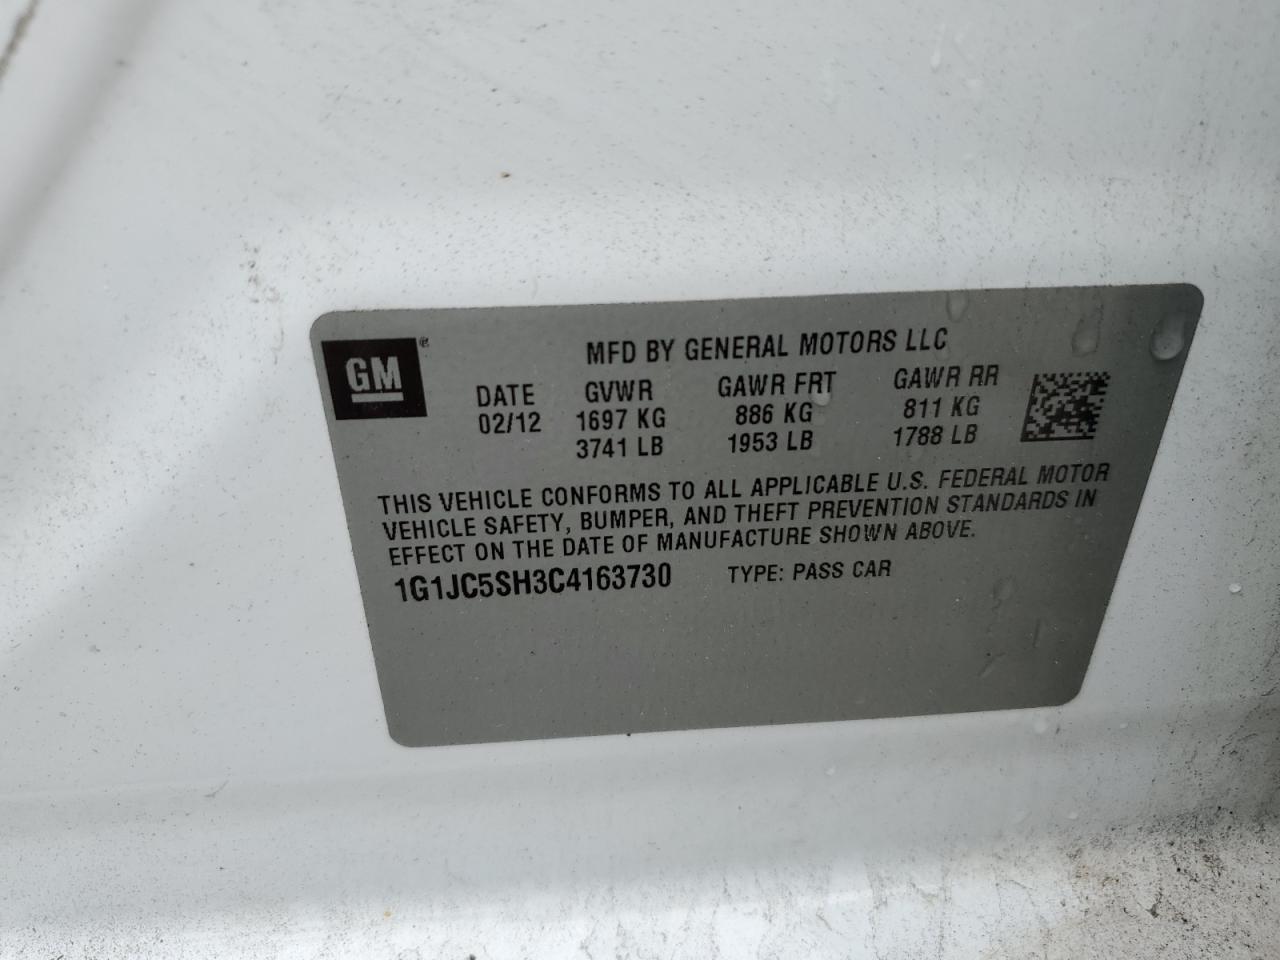 GM®
MFD BY GENERAL MOTORS LLC
DATE GVWR GAWR FRT GAWR RR
02/12 1697 KG 886 KG 811 KG
3741 LB 1953 LB 1788 LB
THIS VEHICLE CONFORMS TO ALL APPLICABLE U.S. FEDERAL MOTOR
VEHICLE SAFETY, BUMPER, AND THEFT PREVENTION STANDARDS IN
EFFECT ON THE DATE OF MANUFACTURE SHOWN ABOVE.
1G1JC5SH3C4163730 TYPE: PASS CAR